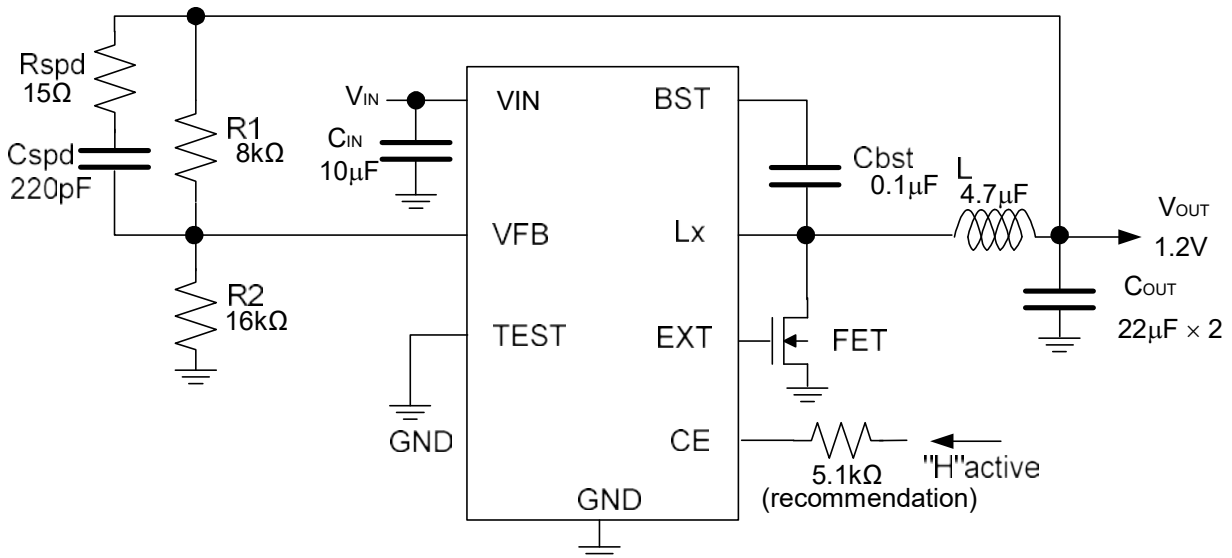 Rspd
15Ω
Cspd
220pF
R1
8kΩ
R2
16kΩ
VIN
CIN
10μF
VIN
VFB
TEST
GND
GND
BST
Lx
EXT
CE
Cbst
0.1μF
L
4.7μF
FET
VOUT
1.2V
COUT
22μF × 2
5.1kΩ
(recommendation)
"H"active